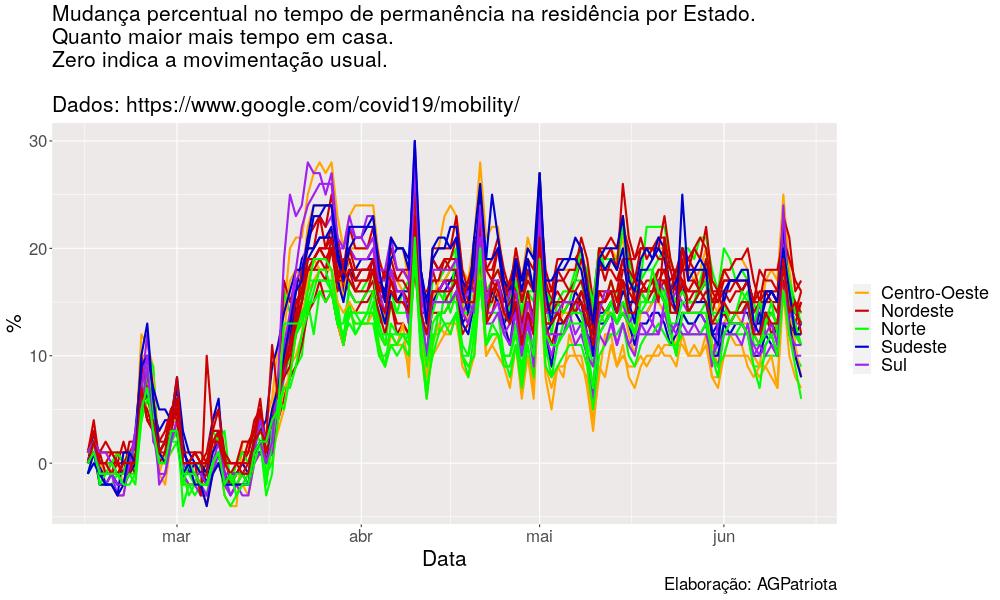 Mudança percentual no tempo de permanência na residência por Estado.
Quanto maior mais tempo em casa.
Zero indica a movimentação usual.
Dados: https://www.google.com/covid19/mobility/
30
20
10
0
%
mar
abr
mai
jun
Data
Centro-Oeste
Nordeste
Norte
Sudeste
Sul
Elaboração: AGPatriota